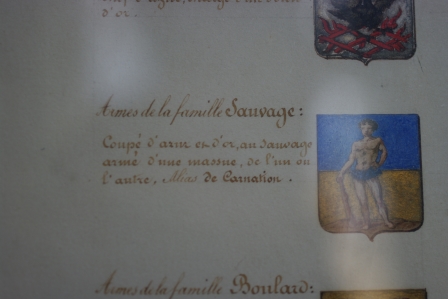 d'or.
Armes de la famille Sauvage:
Coupé d'azur et d'or, au sauvage
armé d'une massue, de l'un en
l'autre, Alias de Carnation.
Armes de la famille Boulard: